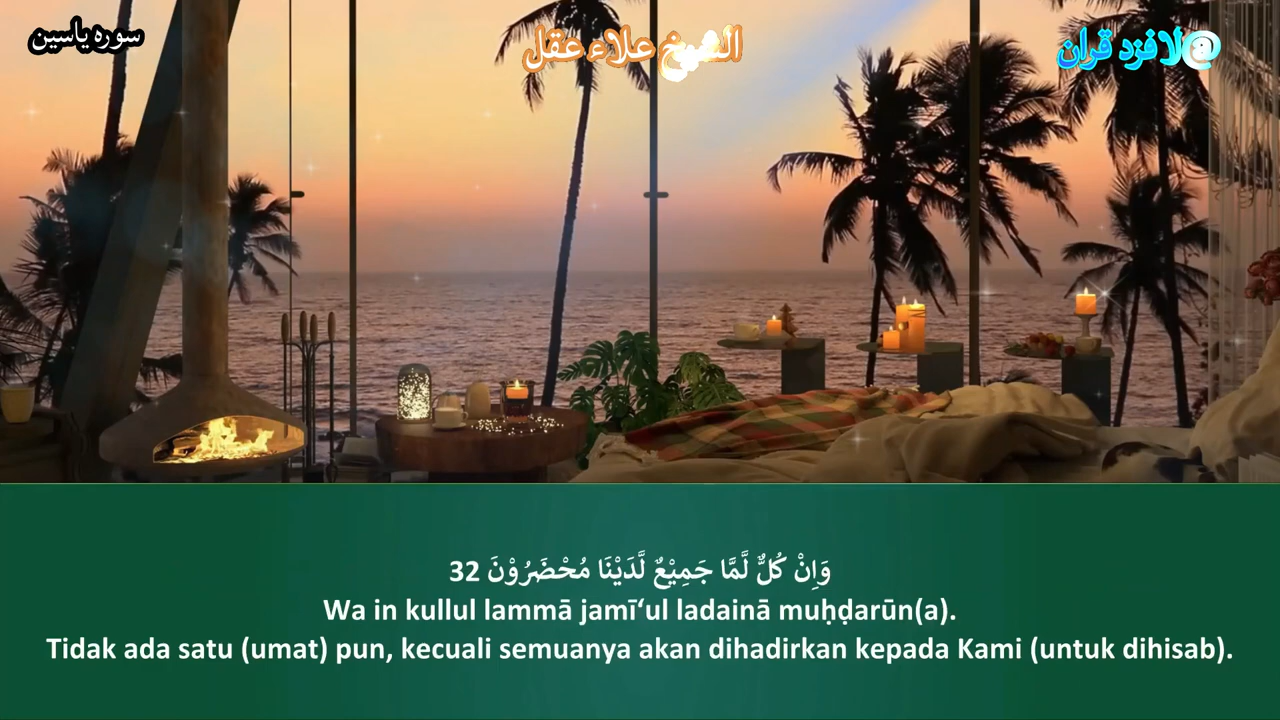 سوره ياسين
الشيخ علاء عقل
@لافزد قران
وَاِنْ كُلٌّ لَّمَّا جَمِيْعٌ لَّدَيْنَا مُحْضَرُوْنَ 32
Wa in kullul lammā jamī‘ul ladainā muḥḍarūn(a).
Tidak ada satu (umat) pun, kecuali semuanya akan dihadirkan kepada Kami (untuk dihisab).